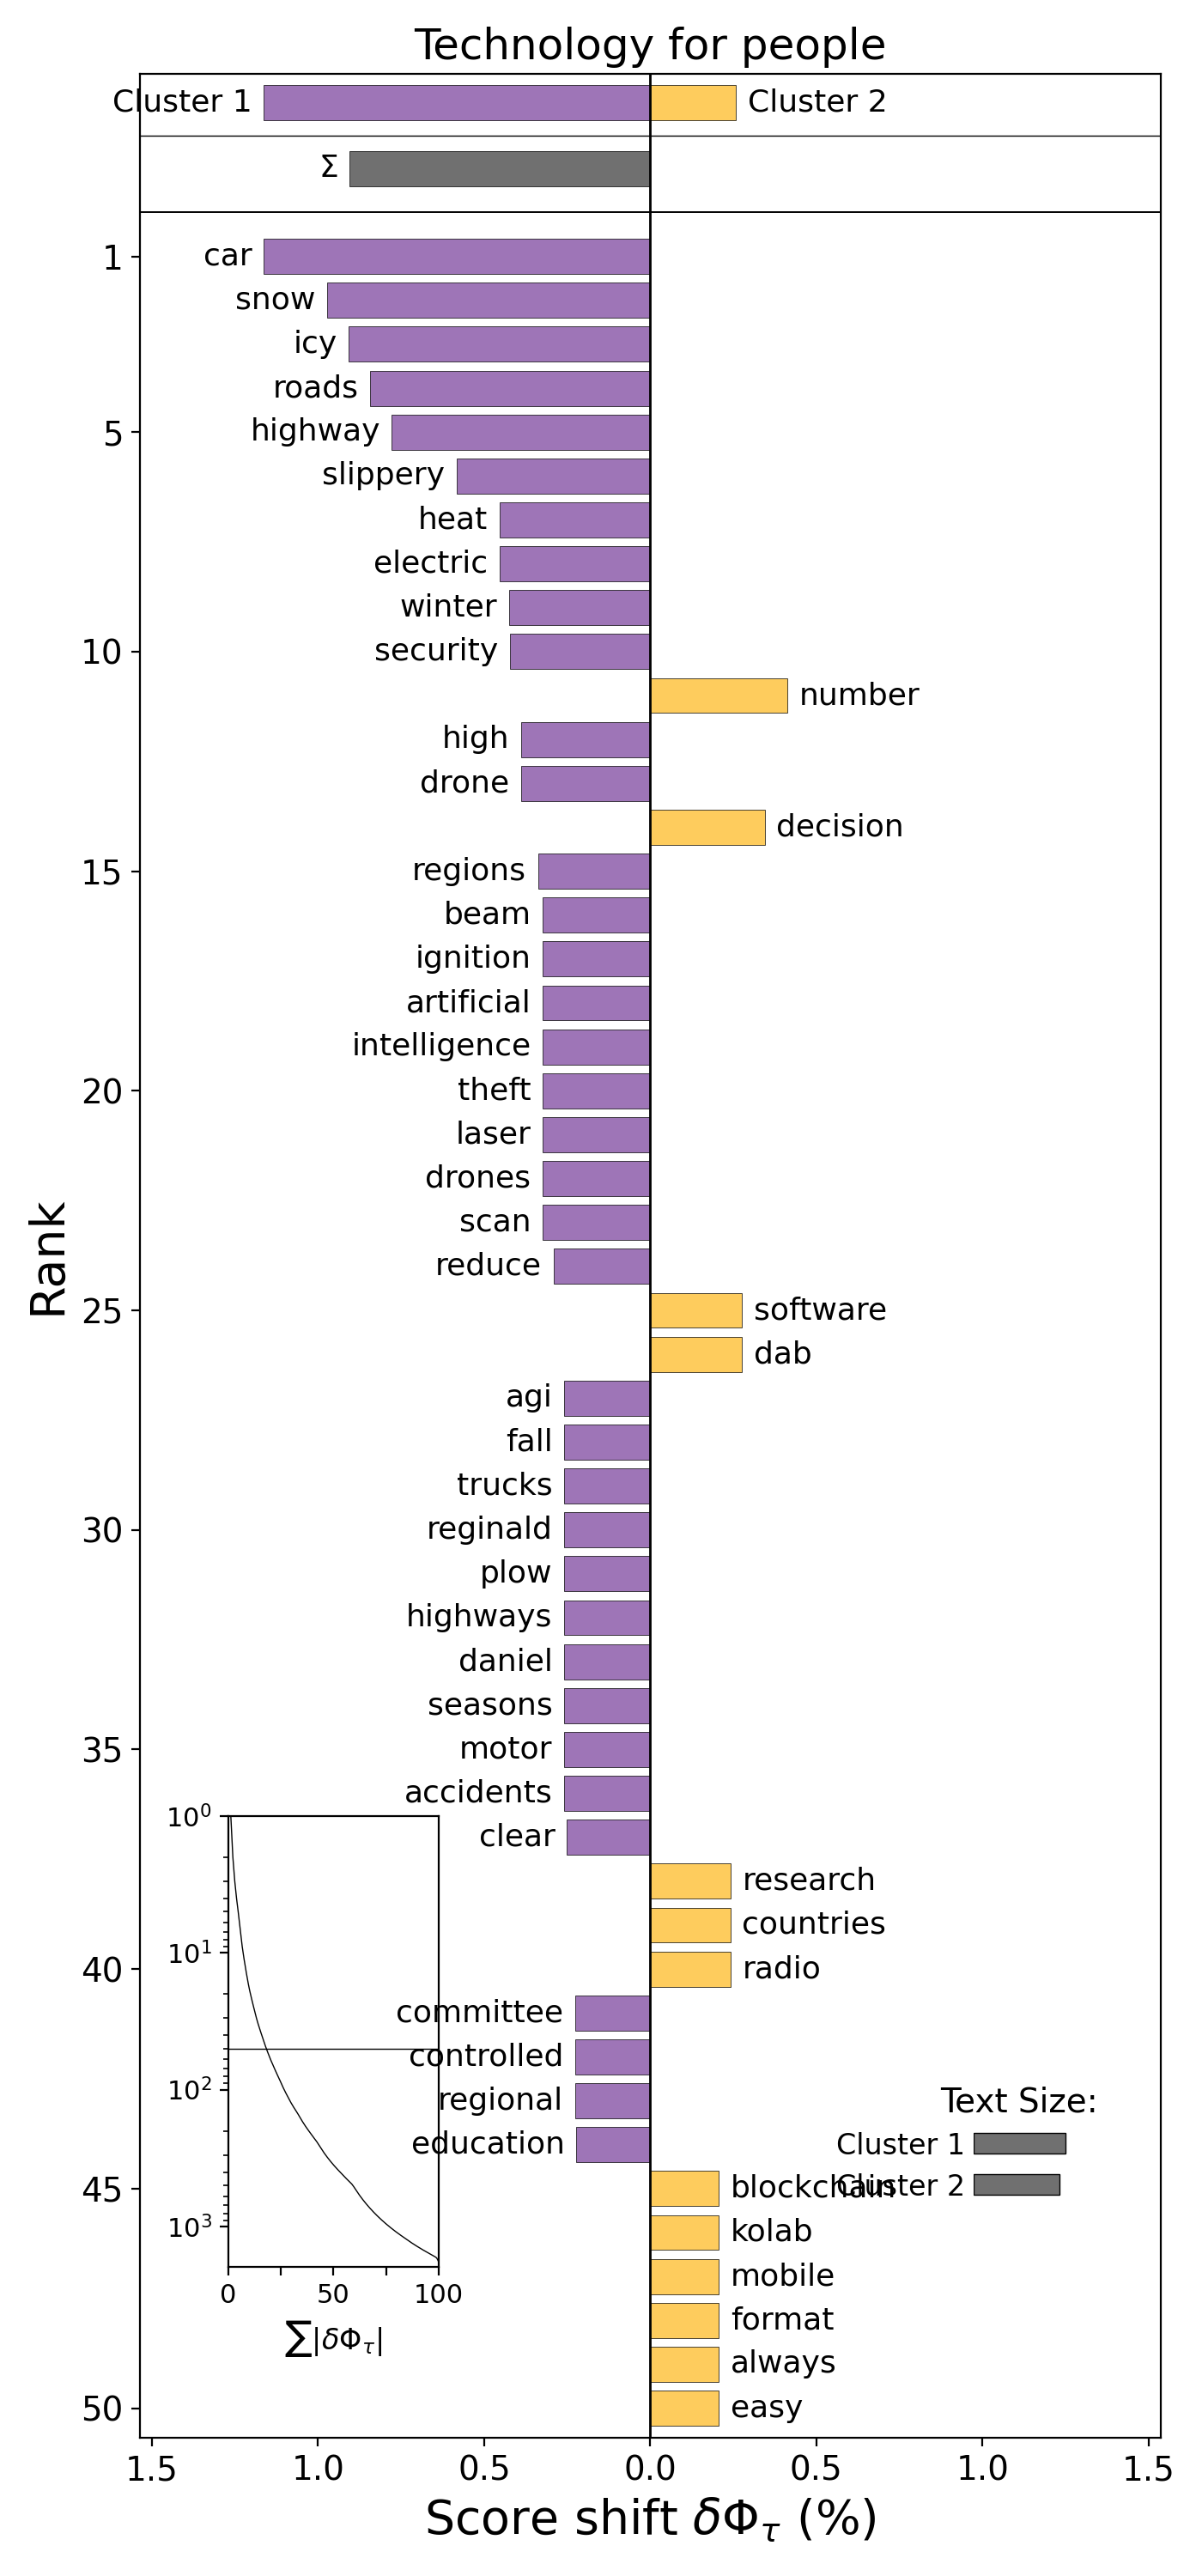 Technology for people
Cluster 1 Cluster 2
Σ
1 car
snow
icy
roads
5 highway
slippery
heat
electric
winter
10 security
number
high
drone
decision
15 regions
beam
ignition
artificial
intelligence
20 theft
laser
drones
scan
reduce
25 software
dab
agi
fall
trucks
30 reginald
plow
highways
daniel
seasons
35 motor
accidents
clear
research
countries
40 radio
committee
controlled
regional
education
45 blockchain
kolab
mobile
format
always
50 easy
Rank
10⁰
10¹
10²
10³
0 50 100
∑|δΦ_τ|
Text Size:
Cluster 1
Cluster 2
1.5 1.0 0.5 0.0 0.5 1.0 1.5
Score shift δΦ_τ (%)